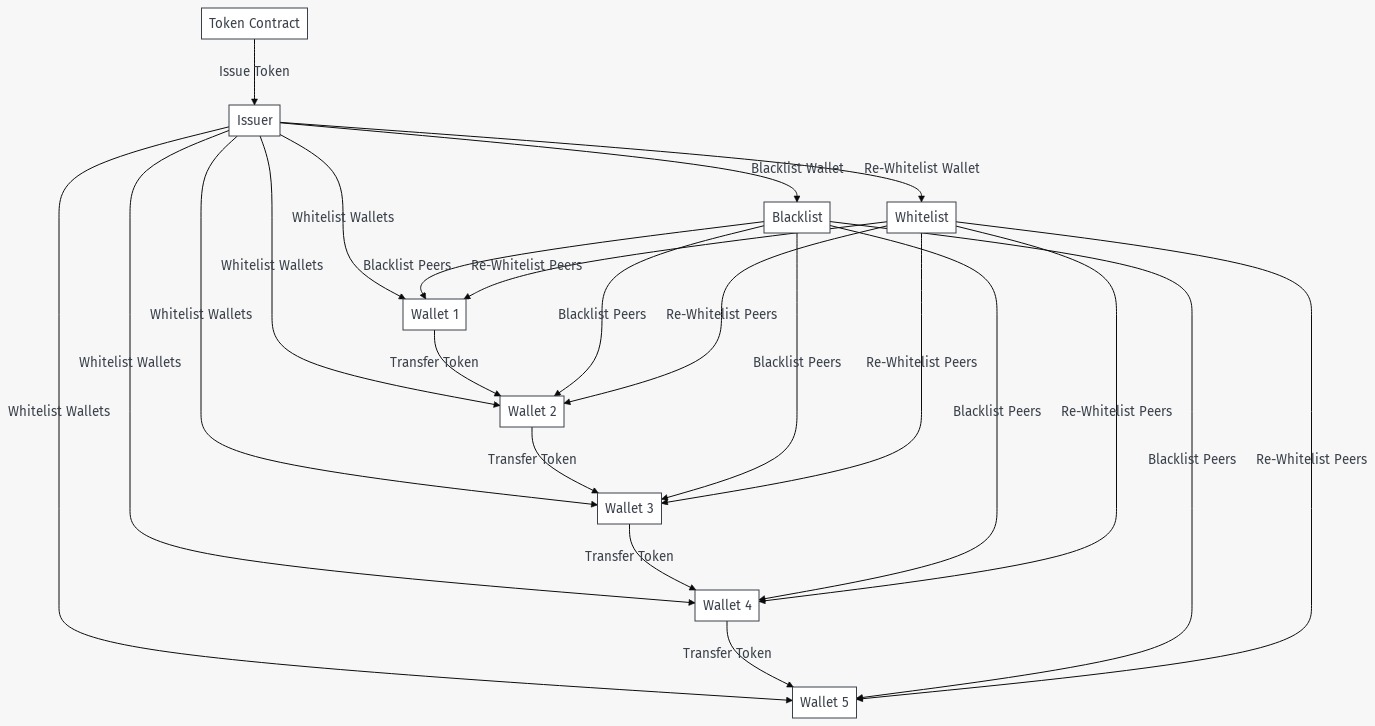 Token Contract
Issue Token
Issuer
Blacklist Wallet
Re-Whitelist Wallet
Whitelist Wallets
Blacklist
Whitelist
Whitelist Wallets
Blacklist Peers
Re-Whitelist Peers
Whitelist Wallets
Wallet 1
Blacklist Peers
Re-Whitelist Peers
Whitelist Wallets
Transfer Token
Blacklist Peers
Re-Whitelist Peers
Whitelist Wallets
Wallet 2
Blacklist Peers
Re-Whitelist Peers
Transfer Token
Blacklist Peers
Re-Whitelist Peers
Wallet 3
Transfer Token
Wallet 4
Transfer Token
Wallet 5